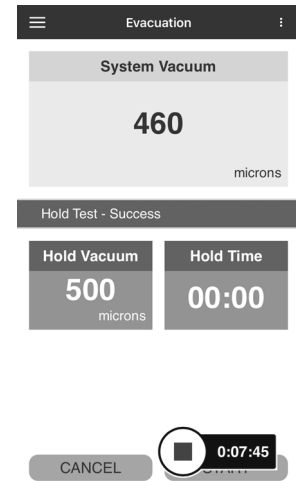 Evacuation
System Vacuum
460
microns
Hold Test - Success
Hold Vacuum
Hold Time
500
microns
00:00
0:07:45
CANCEL